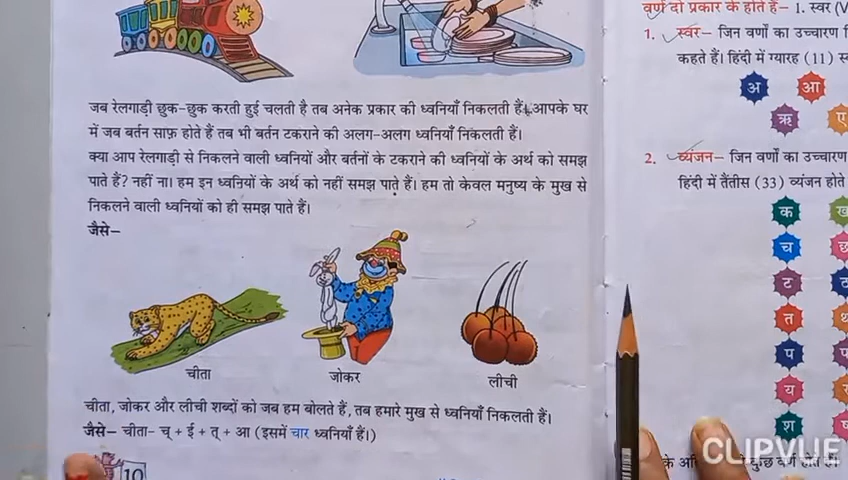 जब रेलगाड़ी छुक-छुक करती हुई चलती है तब अनेक प्रकार की ध्वनियाँ निकलती हैं। आपके घर
में जब बर्तन साफ़ होते हैं तब भी बर्तन टकराने की अलग-अलग ध्वनियाँ निकलती हैं।
क्या आप रेलगाड़ी से निकलने वाली ध्वनियों और बर्तनों के टकराने की ध्वनियों के अर्थ को समझ
पाते हैं? नहीं ना। हम इन ध्वनियों के अर्थ को नहीं समझ पाते हैं। हम तो केवल मनुष्य के मुख से
निकलने वाली ध्वनियों को ही समझ पाते हैं।
जैसे–
चीता
जोकर
लीची
चीता, जोकर और लीची शब्दों को जब हम बोलते हैं, तब हमारे मुख से ध्वनियाँ निकलती हैं।
जैसे– चीता- च् + ई + त् + आ (इसमें चार ध्वनियाँ हैं।)
10
वर्ण दो प्रकार के होते हैं– 1. स्वर
1. स्वर– जिन वर्णों का उच्चारण
कहते हैं। हिंदी में ग्यारह (11)
अ आ
ऋ ए
2. व्यंजन– जिन वर्णों का उच्चारण
हिंदी में तैंतीस (33) व्यंजन होते
क ख
च छ
ट
त थ
प
य
श
कुछ वर्ण होते हैं।
CLIPVUE